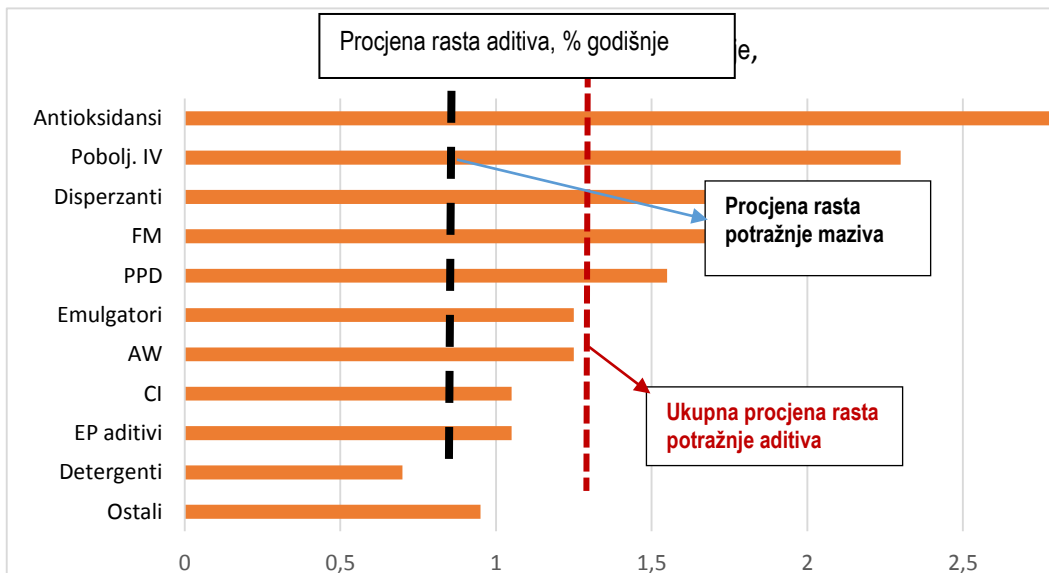 Procjena rasta aditiva, % godišnje
je,
Antioksidansi
Pobolj. IV
Disperzanti
FM
PPD
Emulgatori
AW
CI
EP aditivi
Detergenti
Ostali
Procjena rasta
potražnje maziva
Ukupna procjena rasta
potražnje aditiva
0 0,5 1 1,5 2 2,5